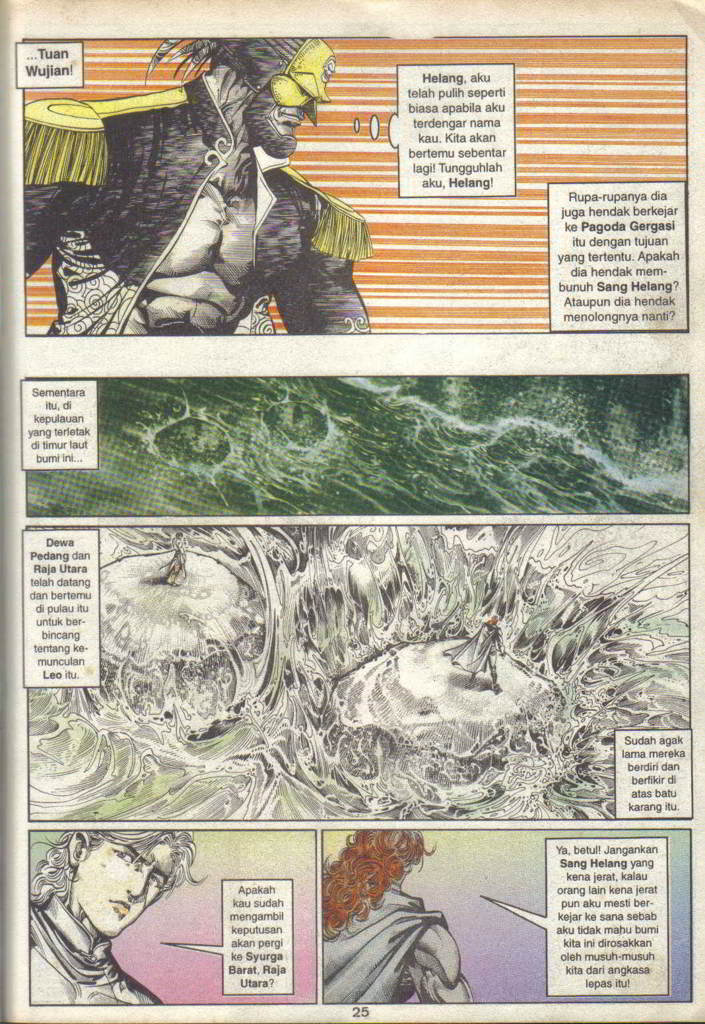 ...Tuan
Wujian!
Helang, aku
telah pulih seperti
biasa apabila aku
terdengar nama
kau. Kita akan
bertemu sebentar
lagi! Tungguhlah
aku, Helang!
Rupa-rupanya dia
juga hendak berkejar
ke Pagoda Gergasi
itu dengan tujuan
yang tertentu. Apakah
dia hendak mem-
bunuh Sang Helang?
Ataupun dia hendak
menolongnya nanti?
Sementara
itu, di
kepulauan
yang terletak
di timur laut
bumi ini...
Dewa
Pedang dan
Raja Utara
telah datang
dan bertemu
di pulau itu
untuk ber-
bincang
tentang ke-
munculan
Leo itu.
Sudah agak
lama mereka
berdiri dan
berfikir di
atas batu
karang itu.
Apakah
kau sudah
mengambil
keputusan
akan pergi
ke Syurga
Barat, Raja
Utara?
Ya, betul! Jangankan
Sang Helang yang
kena jerat, kalau
orang lain kena jerat
pun aku mesti ber-
kejar ke sana sebab
aku tidak mahu bumi
kita ini dirosakkan
oleh musuh-musuh
kita dari angkasa
lepas itu!
25